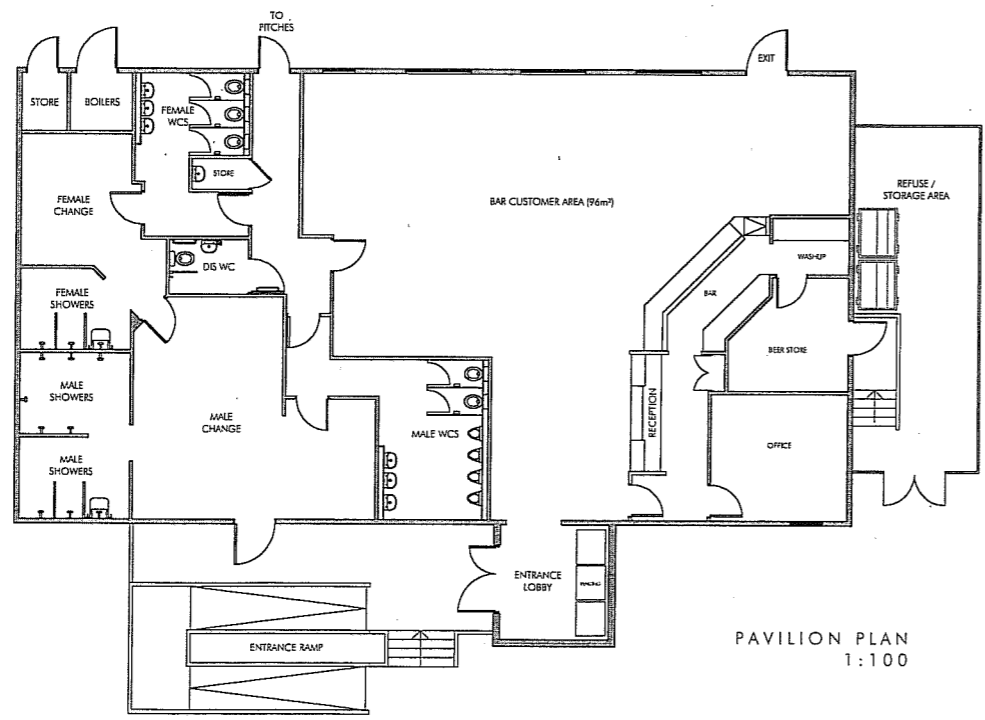 TO
PITCHES
EXIT
STORE
BOILERS
FEMALE
WCS
STORE
REFUSE /
STORAGE AREA
FEMALE
CHANGE
BAR CUSTOMER AREA (96m²)
DIS WC
WASHUP
FEMALE
SHOWERS
BAR
BEER STORE
MALE
SHOWERS
MALE
CHANGE
RECEPTION
MALE WCS
OFFICE
MALE
SHOWERS
ENTRANCE
LOBBY
ENTRANCE RAMP
PAVILION PLAN
1:100